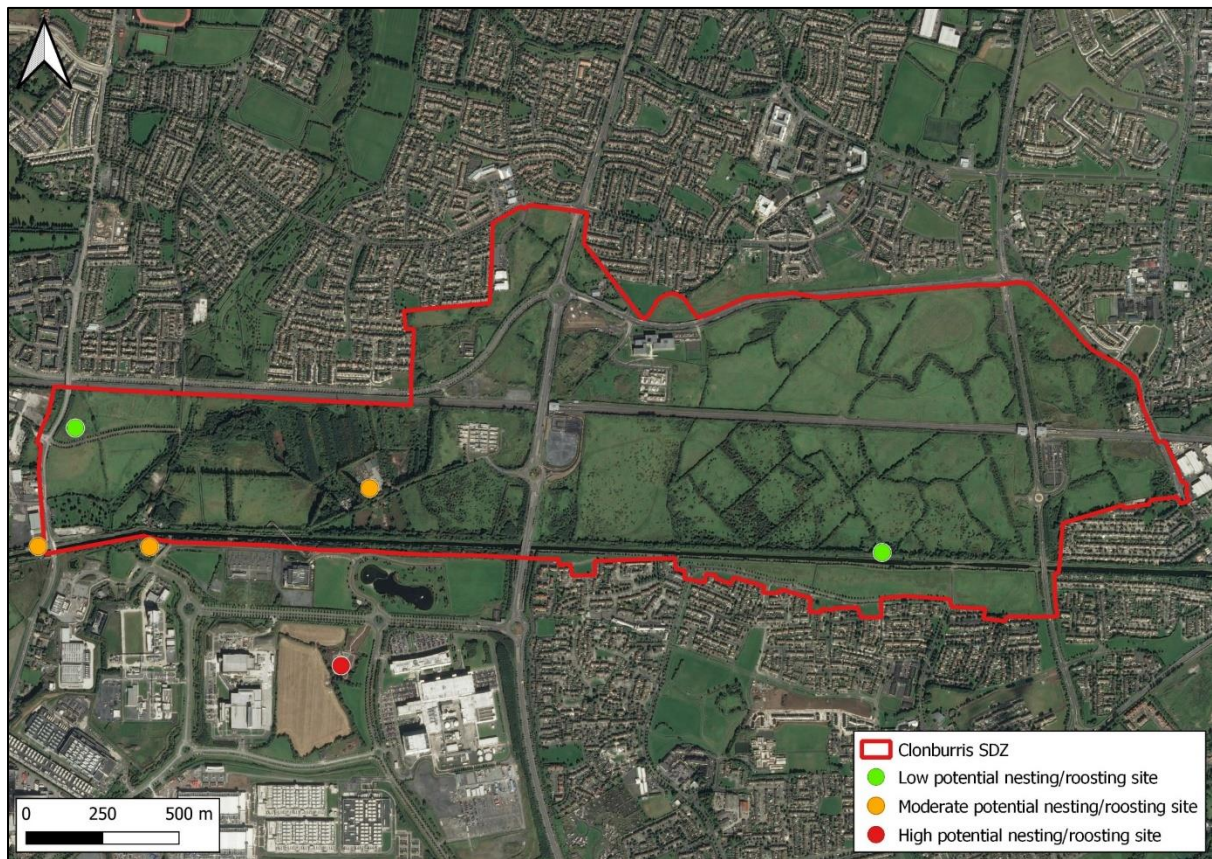 Clonburris SDZ
Low potential nesting/roosting site
Moderate potential nesting/roosting site
High potential nesting/roosting site
0 250 500 m